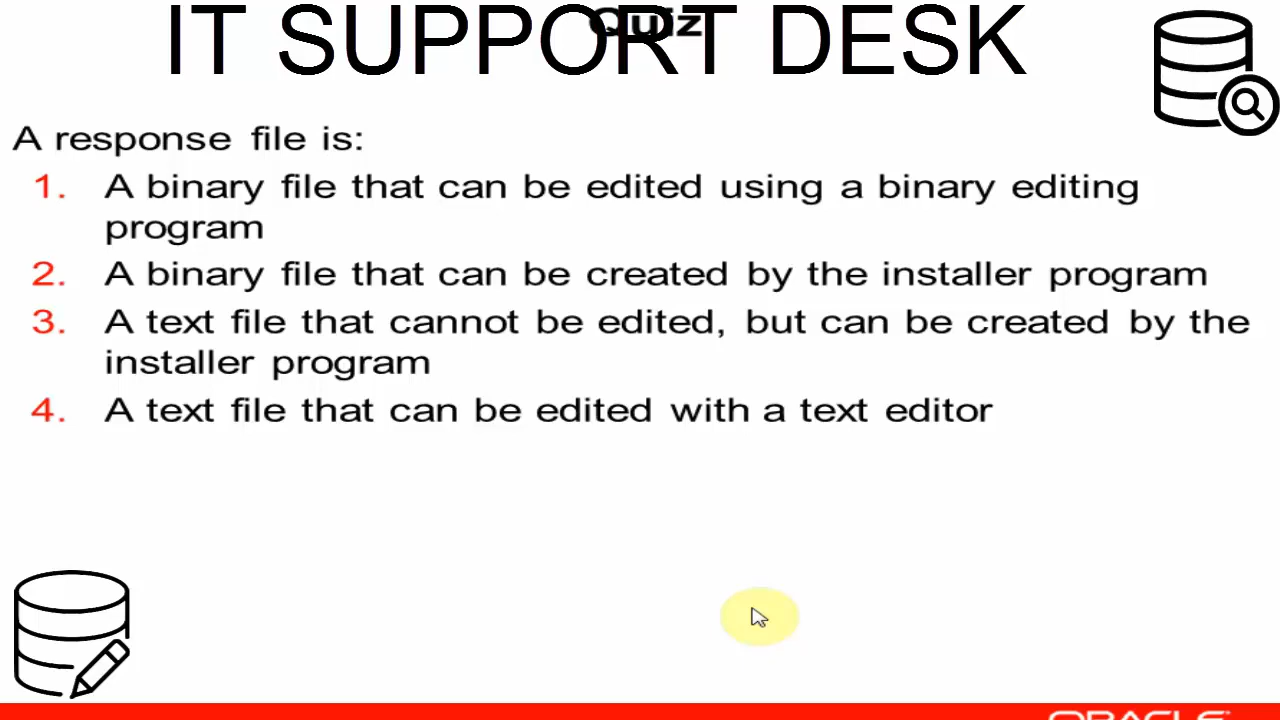 IT SUPPORT DESK
Quiz
A response file is:
1. A binary file that can be edited using a binary editing
program
2. A binary file that can be created by the installer program
3. A text file that cannot be edited, but can be created by the
installer program
4. A text file that can be edited with a text editor
ORACLE